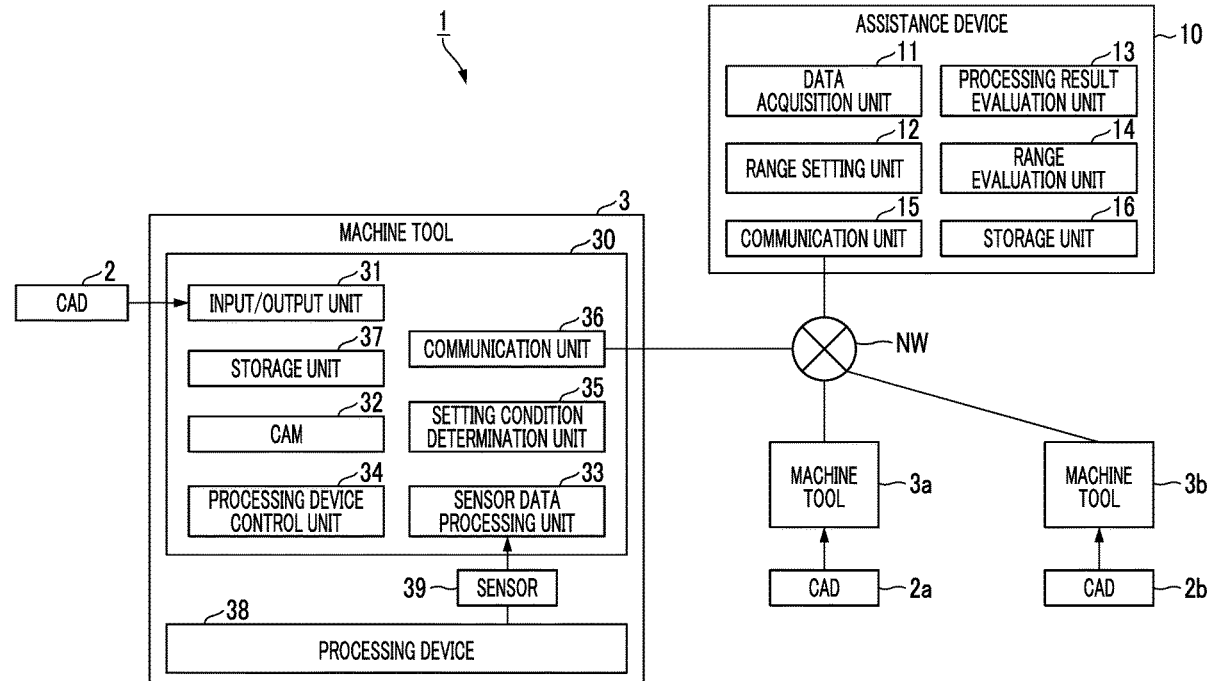 1
ASSISTANCE DEVICE
10
11
DATA
ACQUISITION UNIT
13
PROCESSING RESULT
EVALUATION UNIT
12
RANGE SETTING UNIT
14
RANGE
EVALUATION UNIT
15
COMMUNICATION UNIT
16
STORAGE UNIT
3
MACHINE TOOL
30
2
CAD
31
INPUT/OUTPUT UNIT
36
COMMUNICATION UNIT
37
STORAGE UNIT
35
SETTING CONDITION
DETERMINATION UNIT
32
CAM
34
PROCESSING DEVICE
CONTROL UNIT
33
SENSOR DATA
PROCESSING UNIT
39
SENSOR
38
PROCESSING DEVICE
NW
MACHINE
TOOL
3a
MACHINE
TOOL
3b
CAD
2a
CAD
2b